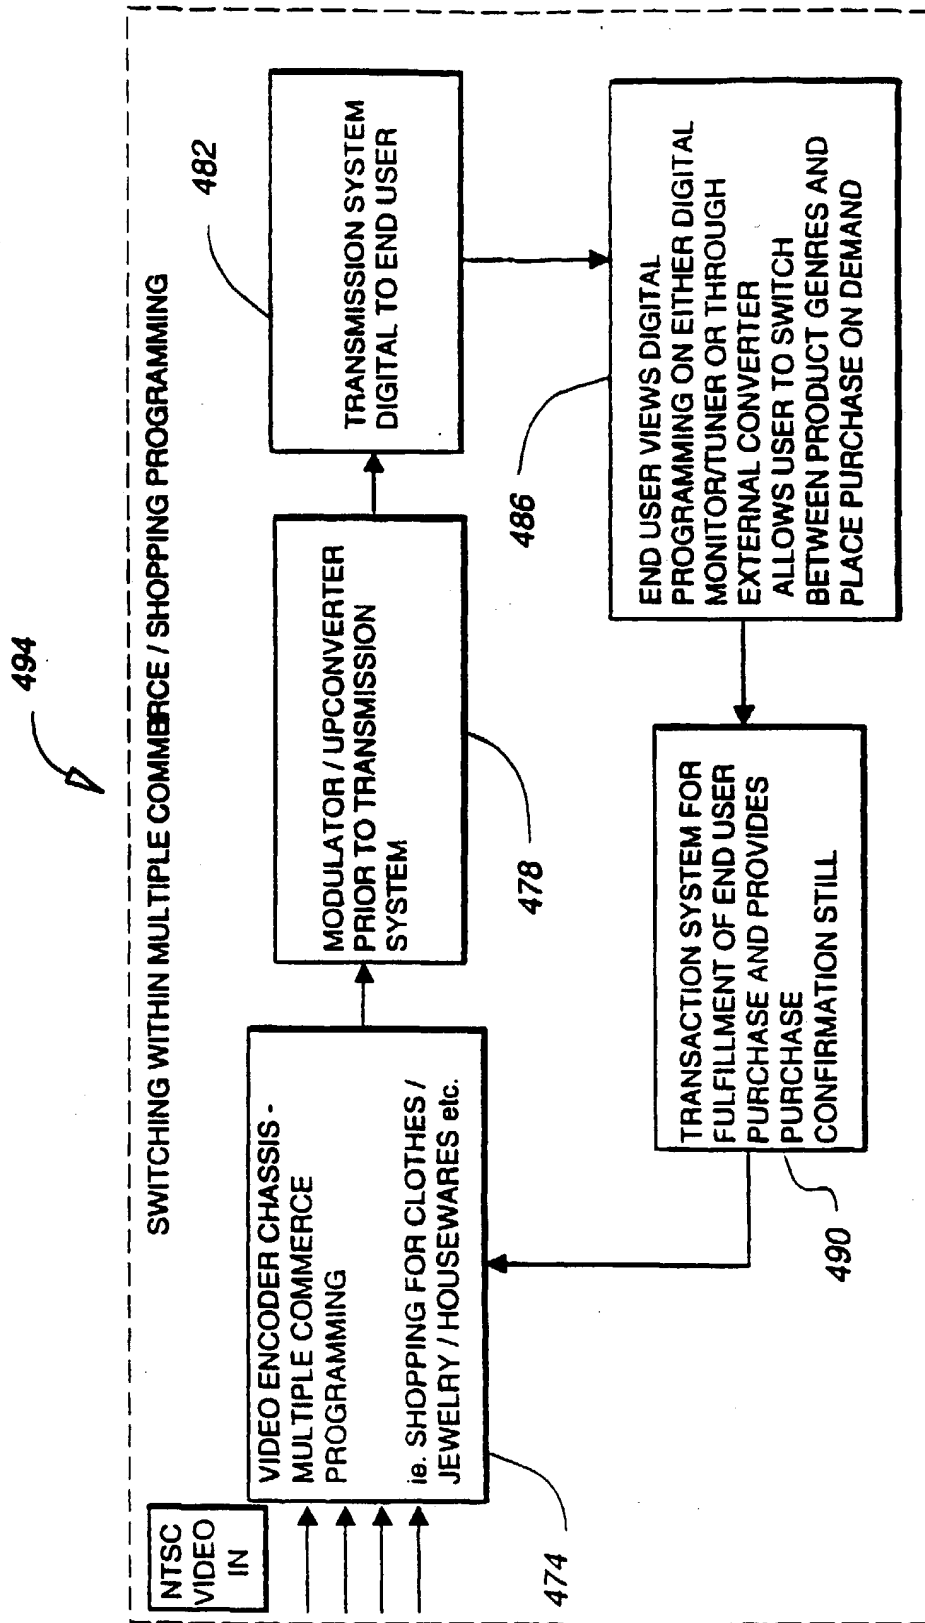 494
SWITCHING WITHIN MULTIPLE COMMERCE / SHOPPING PROGRAMMING
NTSC
VIDEO
IN
VIDEO ENCODER CHASSIS -
MULTIPLE COMMERCE
PROGRAMMING
ie. SHOPPING FOR CLOTHES /
JEWELRY / HOUSEWARES etc.
474
MODULATOR / UPCONVERTER
PRIOR TO TRANSMISSION
SYSTEM
478
TRANSMISSION SYSTEM
DIGITAL TO END USER
482
END USER VIEWS DIGITAL
PROGRAMMING ON EITHER DIGITAL
MONITOR/TUNER OR THROUGH
EXTERNAL CONVERTER
ALLOWS USER TO SWITCH
BETWEEN PRODUCT GENRES AND
PLACE PURCHASE ON DEMAND
486
TRANSACTION SYSTEM FOR
FULFILLMENT OF END USER
PURCHASE AND PROVIDES
PURCHASE
CONFIRMATION STILL
490